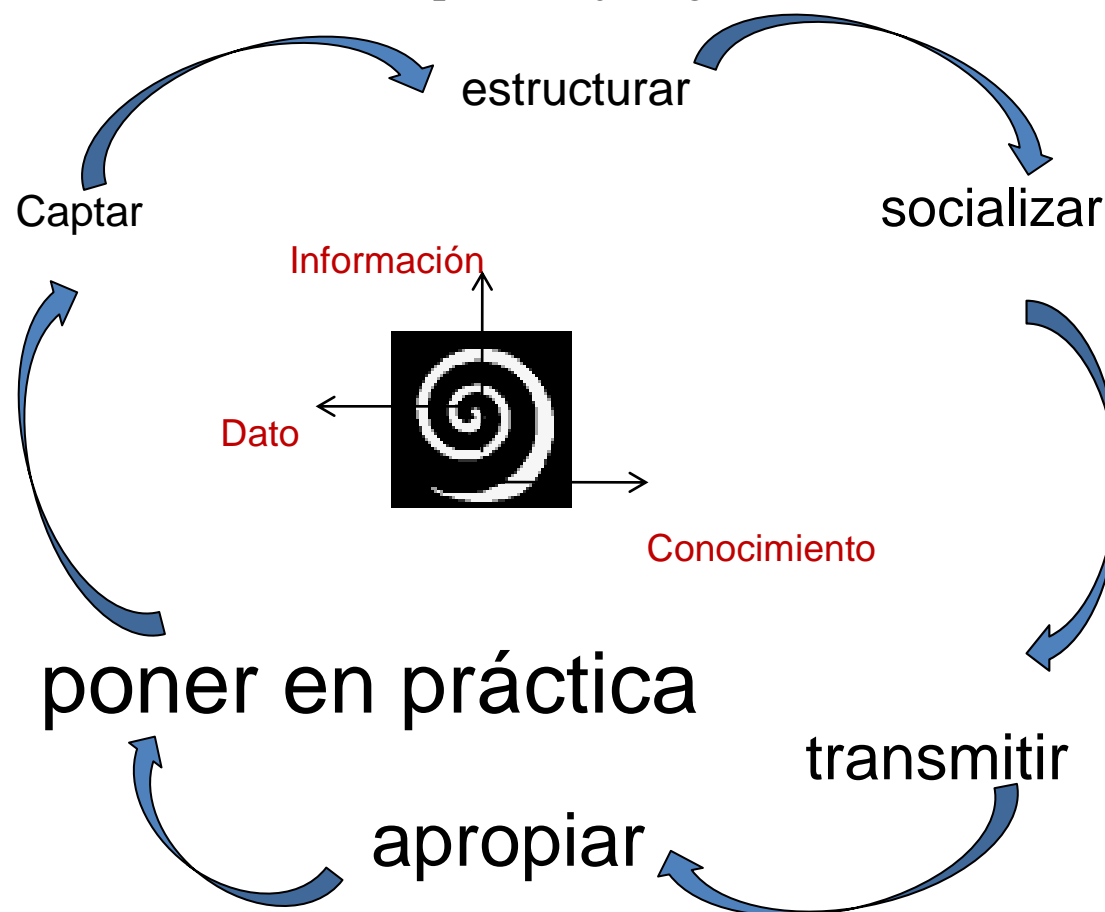 estructurar
Captar
socializar
Información
Dato
Conocimiento
poner en práctica
transmitir
apropiar